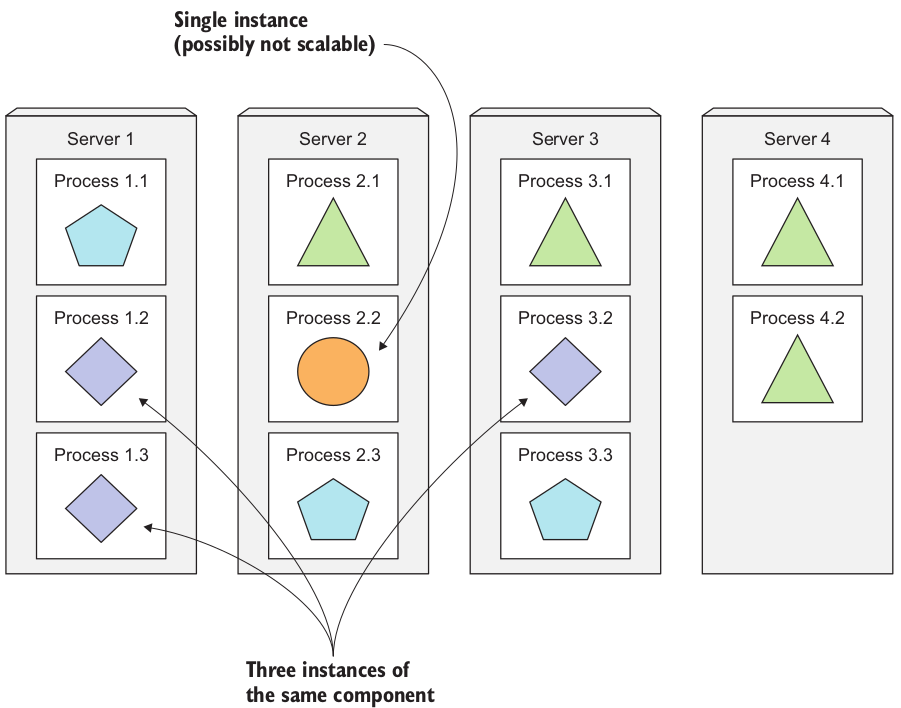 Single instance
(possibly not scalable)
Server 1
Process 1.1
Process 1.2
Process 1.3
Server 2
Process 2.1
Process 2.2
Process 2.3
Server 3
Process 3.1
Process 3.2
Process 3.3
Server 4
Process 4.1
Process 4.2
Three instances of
the same component